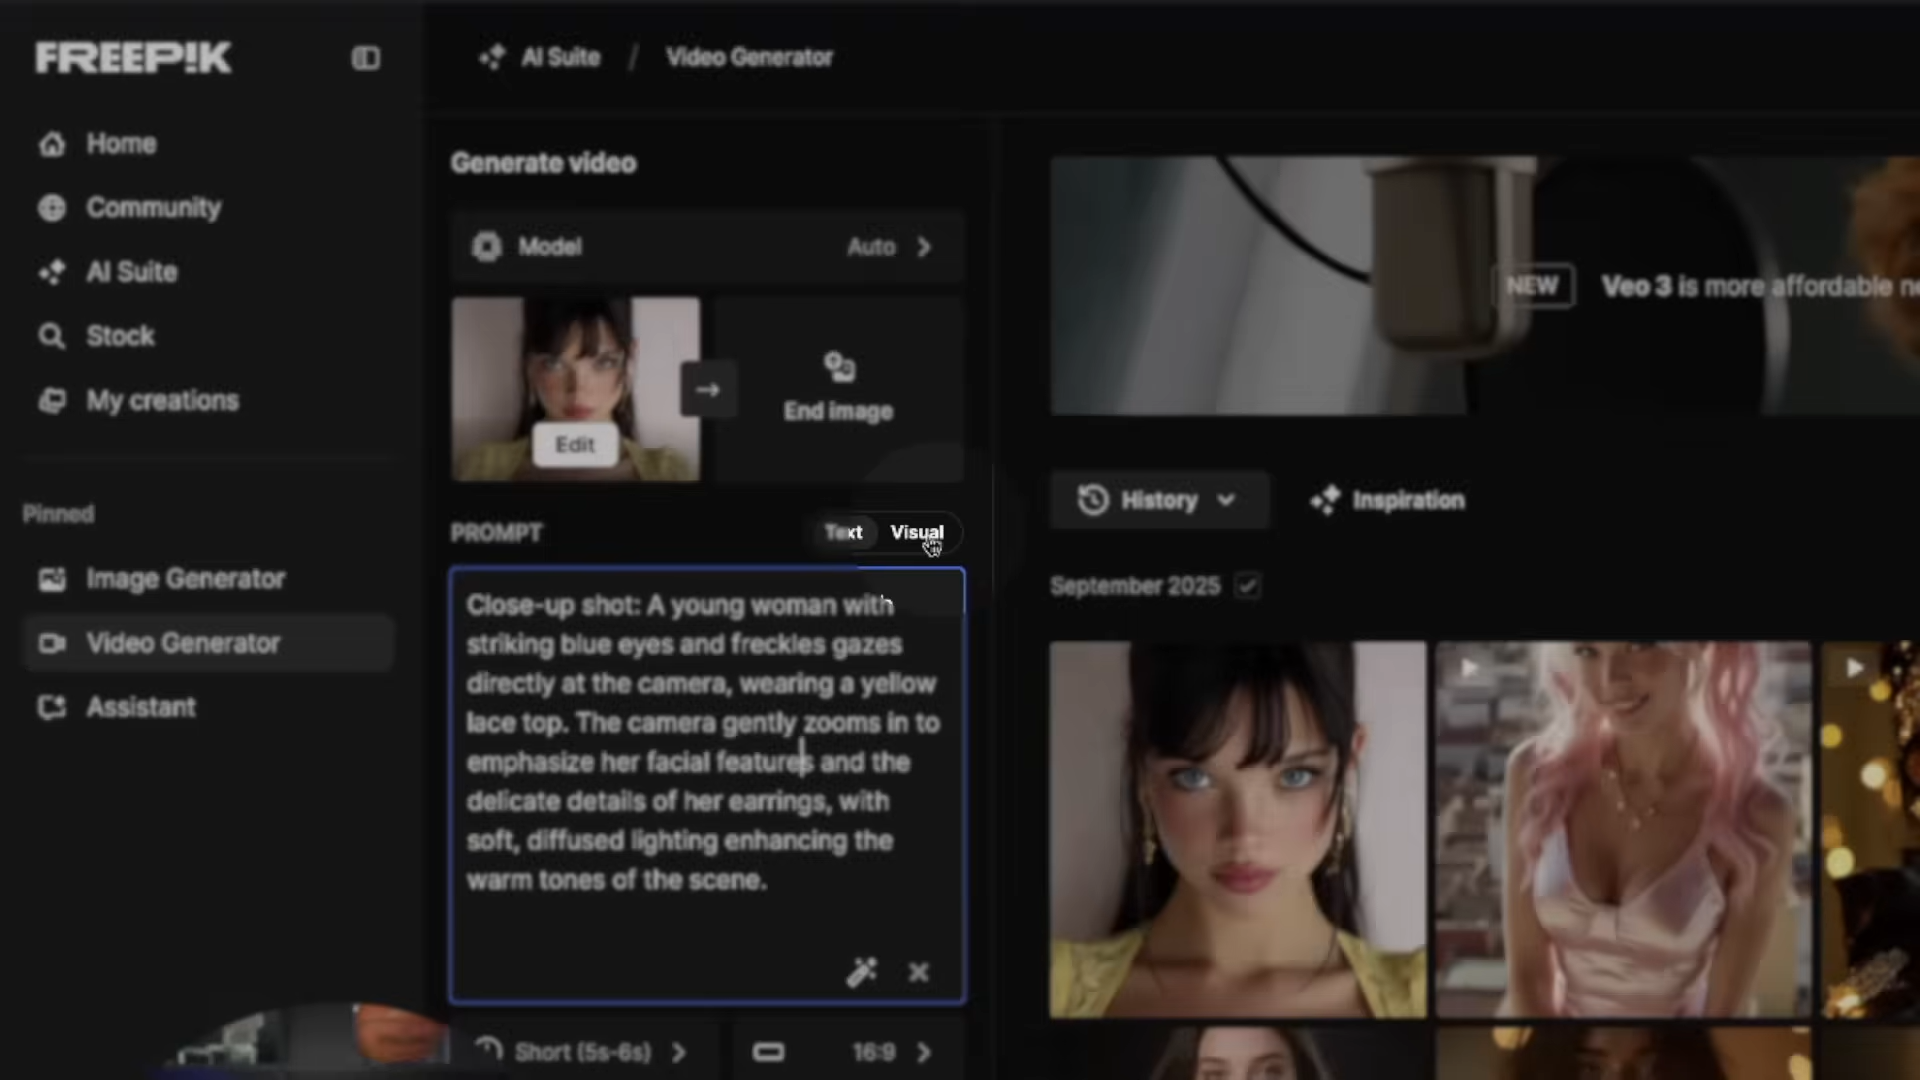 FREEP!K
Home
Community
AI Suite
Stock
My creations
Pinned
Image Generator
Video Generator
Assistant
AI Suite / Video Generator
Generate video
Model Auto
Edit
End image
PROMPT Text Visual
Close-up shot: A young woman with
striking blue eyes and freckles gazes
directly at the camera, wearing a yellow
lace top. The camera gently zooms in to
emphasize her facial features and the
delicate details of her earrings, with
soft, diffused lighting enhancing the
warm tones of the scene.
Short (5s-6s) 16:9
NEW Veo 3 is more affordable
History Inspiration
September 2025